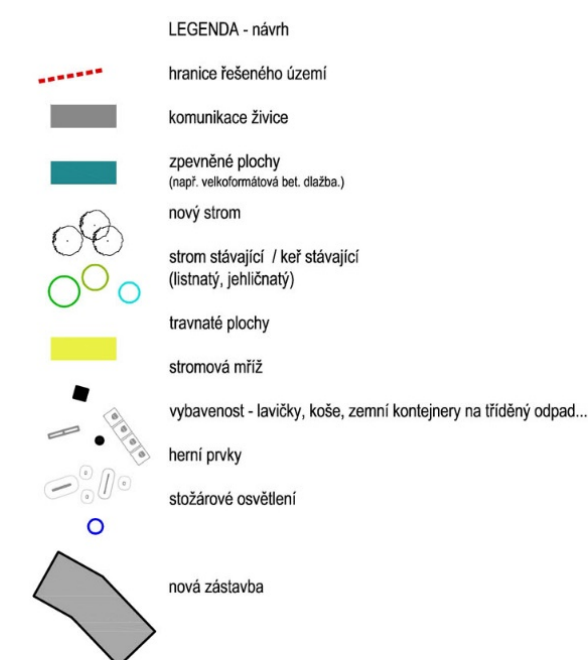 LEGENDA - návrh
hranice řešeného území
komunikace živice
zpevněné plochy
(např. velkoformátová bet. dlažba.)
nový strom
strom stávající / keř stávající
(listnatý, jehličnatý)
travnaté plochy
stromová mříž
vybavenost - lavičky, koše, zemní kontejnery na tříděný odpad...
herní prvky
stožárové osvětlení
nová zástavba